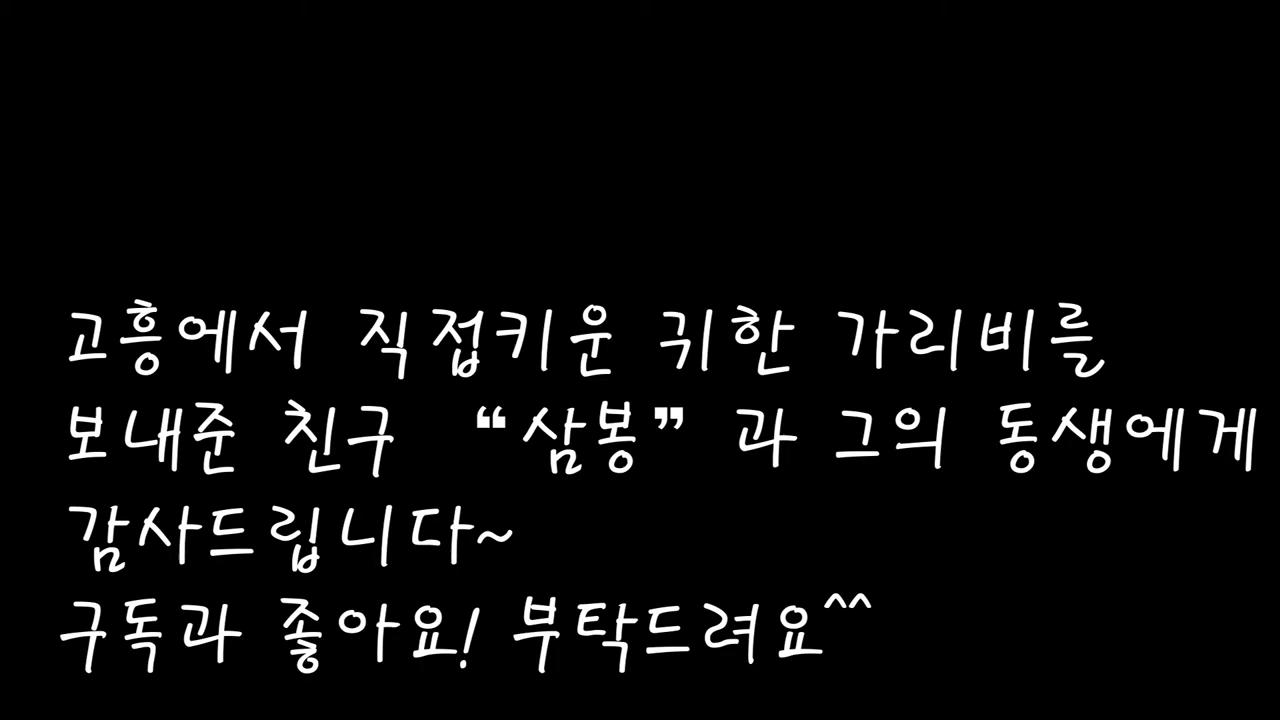 고흥에서 직접키운 귀한 가리비를
보내준 친구 “삼봉” 과 그의 동생에게
감사드립니다~
구독과 좋아요! 부탁드려요^^